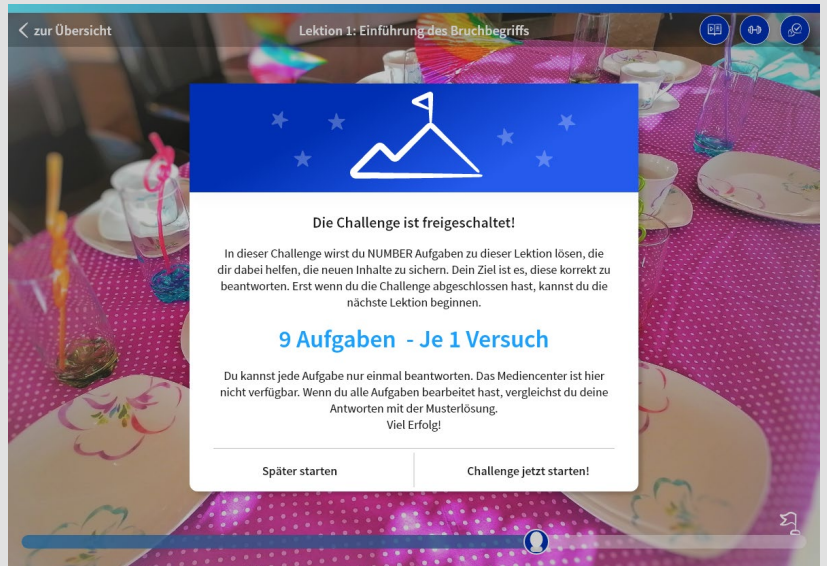 zur Übersicht
Lektion 1: Einführung des Bruchbegriffs
Die Challenge ist freigeschaltet!
In dieser Challenge wirst du NUMBER Aufgaben zu dieser Lektion lösen, die
dir dabei helfen, die neuen Inhalte zu sichern. Dein Ziel ist es, diese korrekt zu
beantworten. Erst wenn du die Challenge abgeschlossen hast, kannst du die
nächste Lektion beginnen.
9 Aufgaben - Je 1 Versuch
Du kannst jede Aufgabe nur einmal beantworten. Das Mediencenter ist hier
nicht verfügbar. Wenn du alle Aufgaben bearbeitet hast, vergleichst du deine
Antworten mit der Musterlösung.
Viel Erfolg!
Später starten
Challenge jetzt starten!